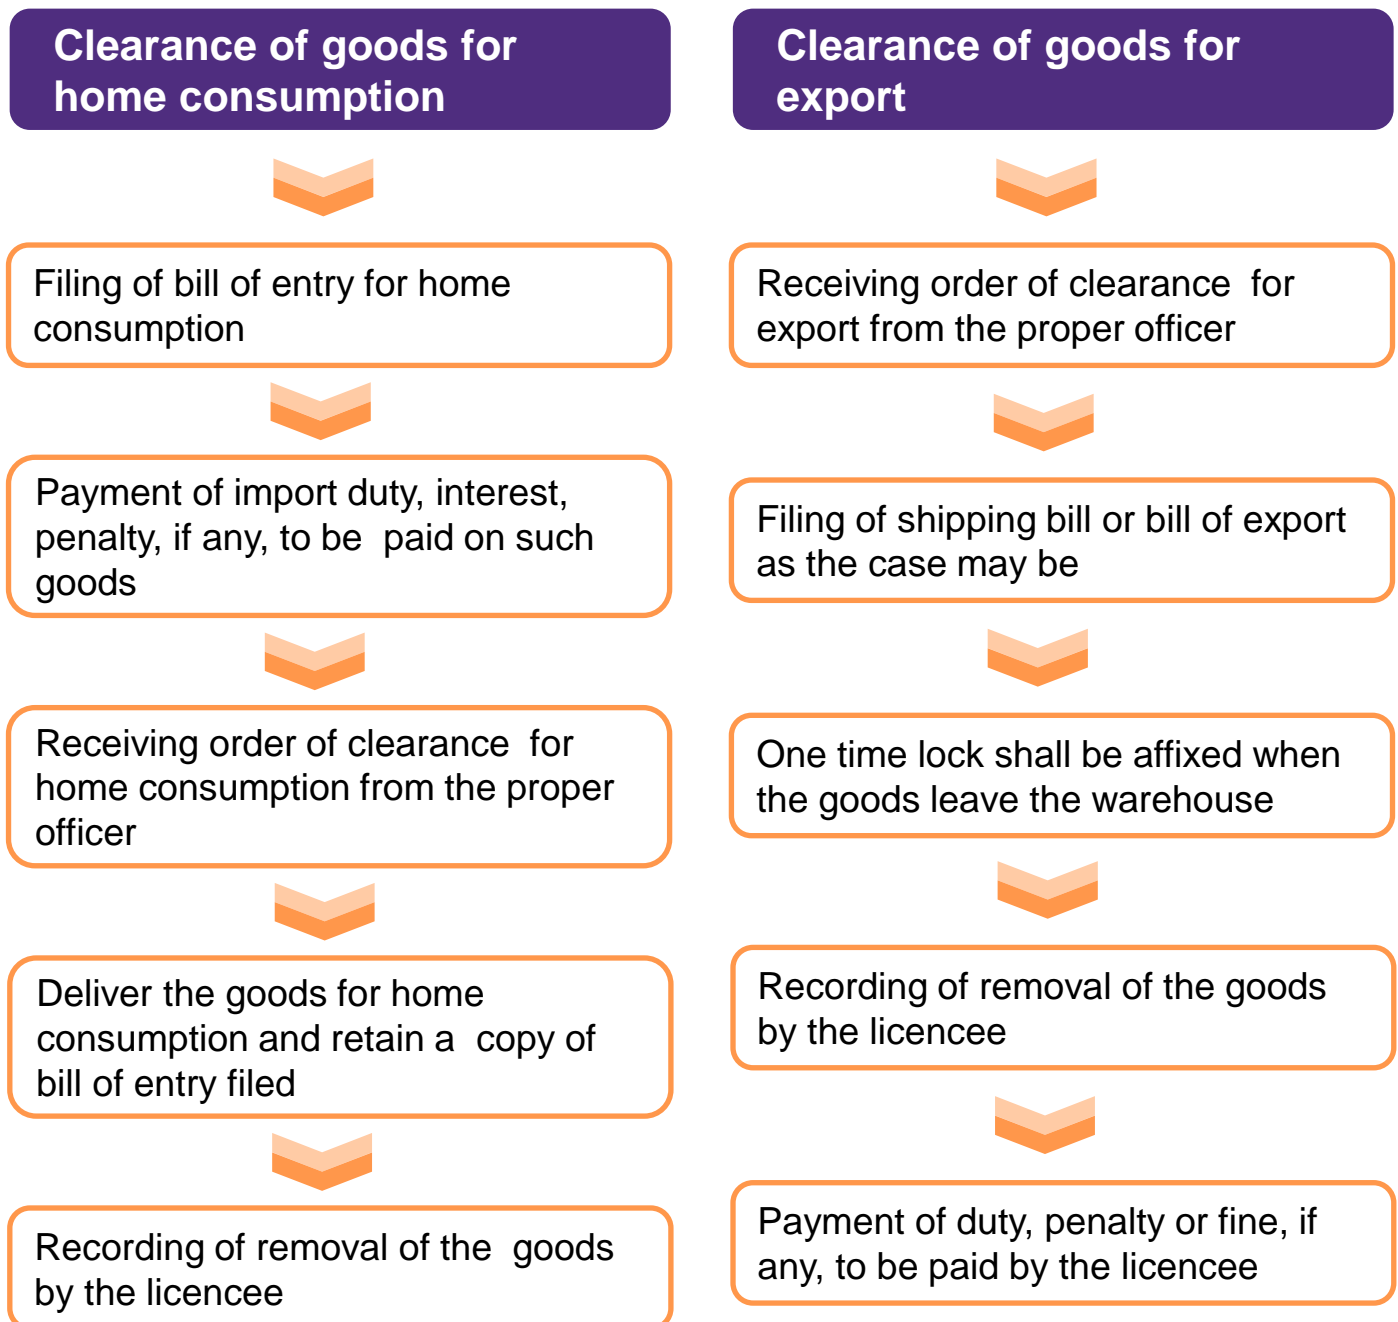 Clearance of goods for
home consumption
Filing of bill of entry for home
consumption
Payment of import duty, interest,
penalty, if any, to be  paid on such
goods
Receiving order of clearance  for
home consumption from the proper
officer
Deliver the goods for home
consumption and retain a  copy of
bill of entry filed
Recording of removal of the  goods
by the licencee
Clearance of goods for
export
Receiving order of clearance  for
export from the proper officer
Filing of shipping bill or bill of export
as the case may be
One time lock shall be affixed when
the goods leave the warehouse
Recording of removal of the goods
by the licencee
Payment of duty, penalty or fine, if
any, to be paid by the licencee